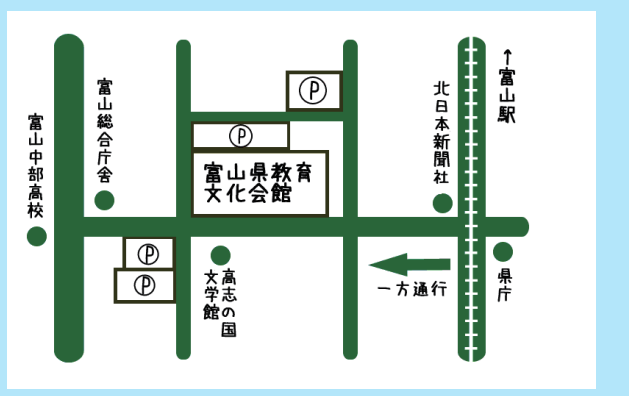 ↑富山駅
北日本新聞社
富山総合庁舎
富山中部高校
Ⓟ
Ⓟ
富山県教育
文化会館
Ⓟ
Ⓟ
高志の国
文学館
一方通行
県庁